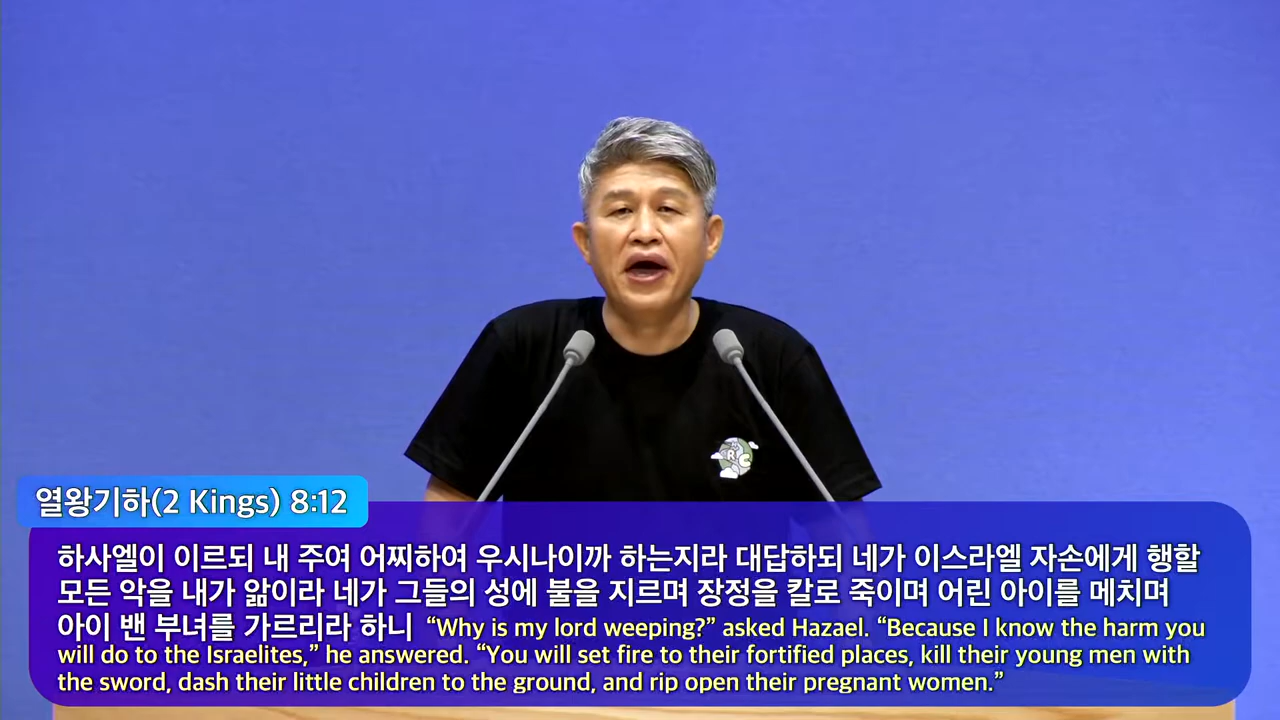 열왕기하(2 Kings) 8:12
하사엘이 이르되 내 주여 어찌하여 우시나이까 하는지라 대답하되 네가 이스라엘 자손에게 행할
모든 악을 내가 앎이라 네가 그들의 성에 불을 지르며 장정을 칼로 죽이며 어린 아이를 메치며
아이 밴 부녀를 가르리라 하니 “Why is my lord weeping?” asked Hazael. “Because I know the harm you
will do to the Israelites,” he answered. “You will set fire to their fortified places, kill their young men with
the sword, dash their little children to the ground, and rip open their pregnant women.”